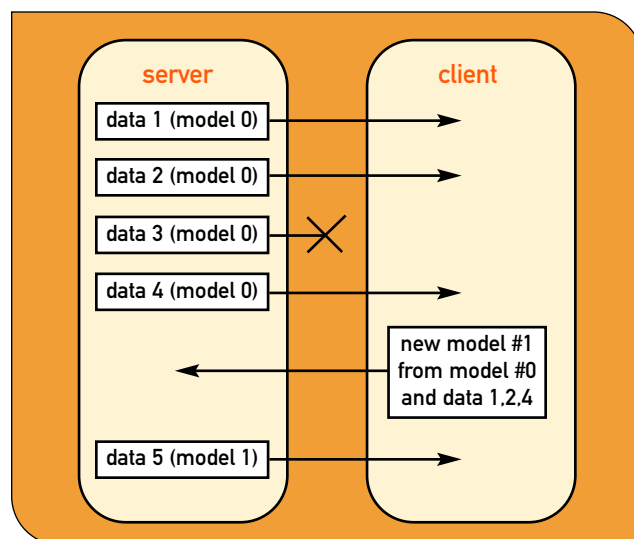 server
client
data 1 (model 0)
data 2 (model 0)
data 3 (model 0)
data 4 (model 0)
new model #1
from model #0
and data 1,2,4
data 5 (model 1)